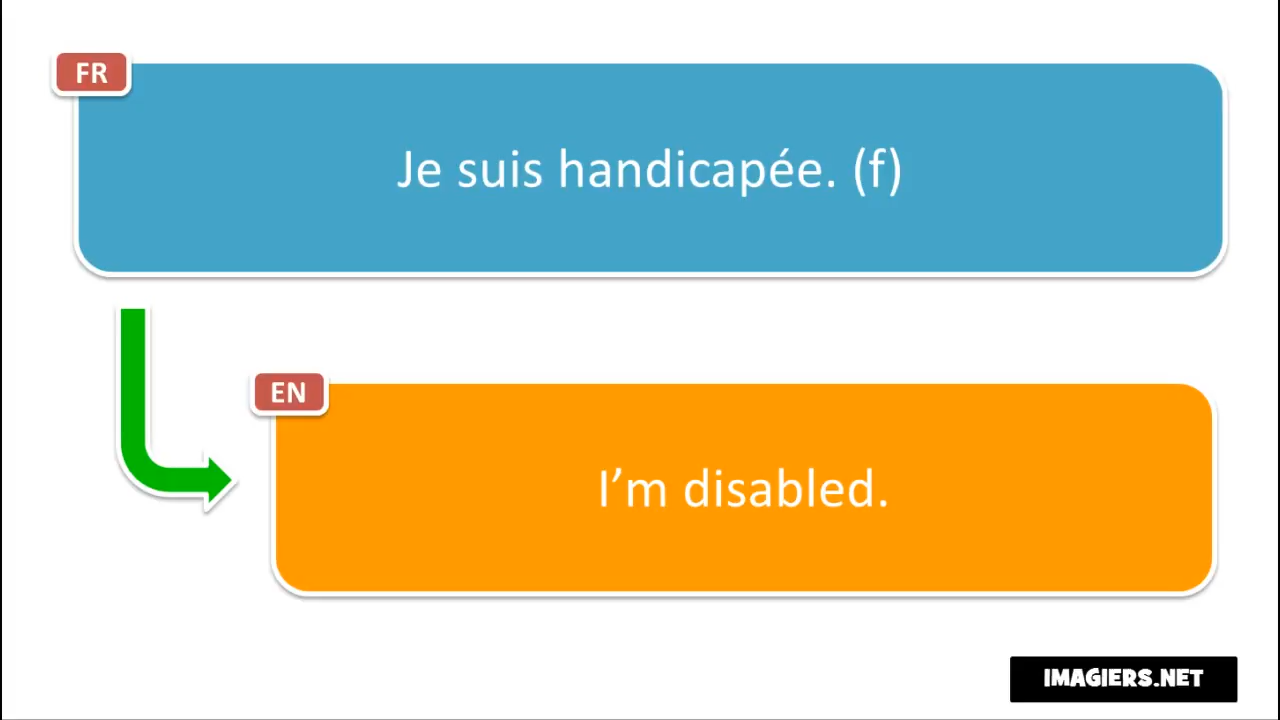 FR
Je suis handicapée. (f)
EN
I’m disabled.
IMAGIERS.NET